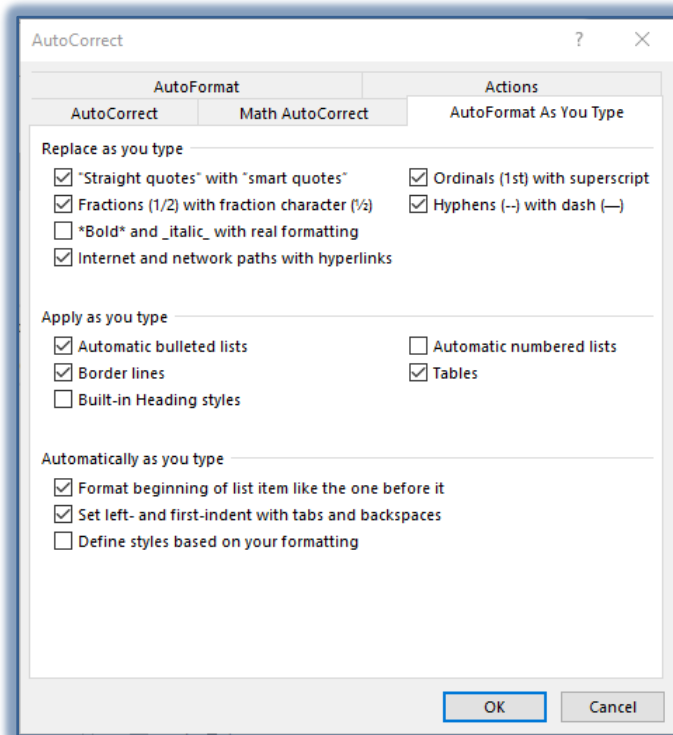 AutoCorrect ?
AutoFormat Actions
AutoCorrect Math AutoCorrect AutoFormat As You Type
Replace as you type
"Straight quotes" with “smart quotes” Ordinals (1st) with superscript
Fractions (1/2) with fraction character (½) Hyphens (--) with dash (—)
*Bold* and _italic_ with real formatting
Internet and network paths with hyperlinks
Apply as you type
Automatic bulleted lists Automatic numbered lists
Border lines Tables
Built-in Heading styles
Automatically as you type
Format beginning of list item like the one before it
Set left- and first-indent with tabs and backspaces
Define styles based on your formatting
OK Cancel